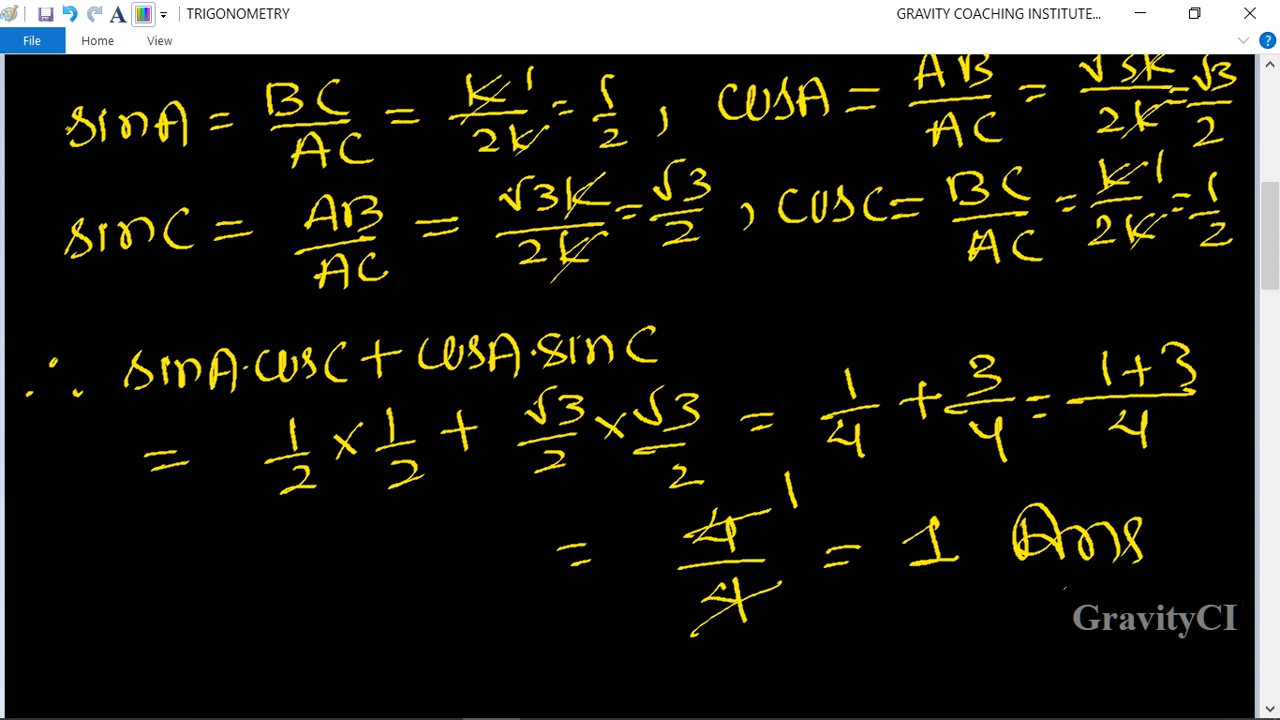 TRIGONOMETRY GRAVITY COACHING INSTITUTE...
File Home View
sinA = BC/AC = K/2K = 1/2 , cosA = AB/AC = √3K/2K = √3/2
sinC = AB/AC = √3K/2K = √3/2 , cosC = BC/AC = K/2K = 1/2
∴ sinA·cosC + cosA·sinC
= 1/2 × 1/2 + √3/2 × √3/2 = 1/4 + 3/4 = 1+3/4
= 4/4 = 1 Ans
GravityCI